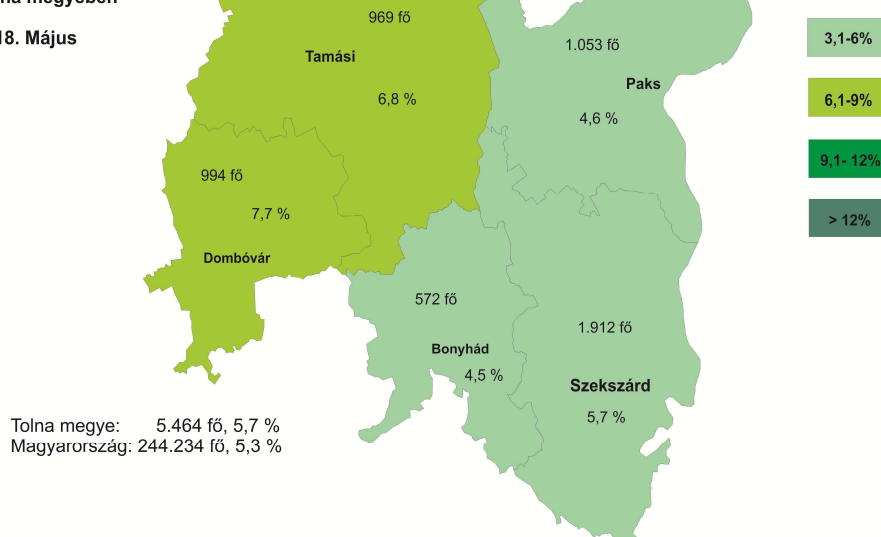 18. Május
969 fő
Tamási
6,8 %
1.053 fő
Paks
4,6 %
994 fő
7,7 %
Dombóvár
572 fő
Bonyhád
4,5 %
1.912 fő
Szekszárd
5,7 %
3,1-6%
6,1-9%
9,1- 12%
> 12%
Tolna megye: 5.464 fő, 5,7 %
Magyarország: 244.234 fő, 5,3 %